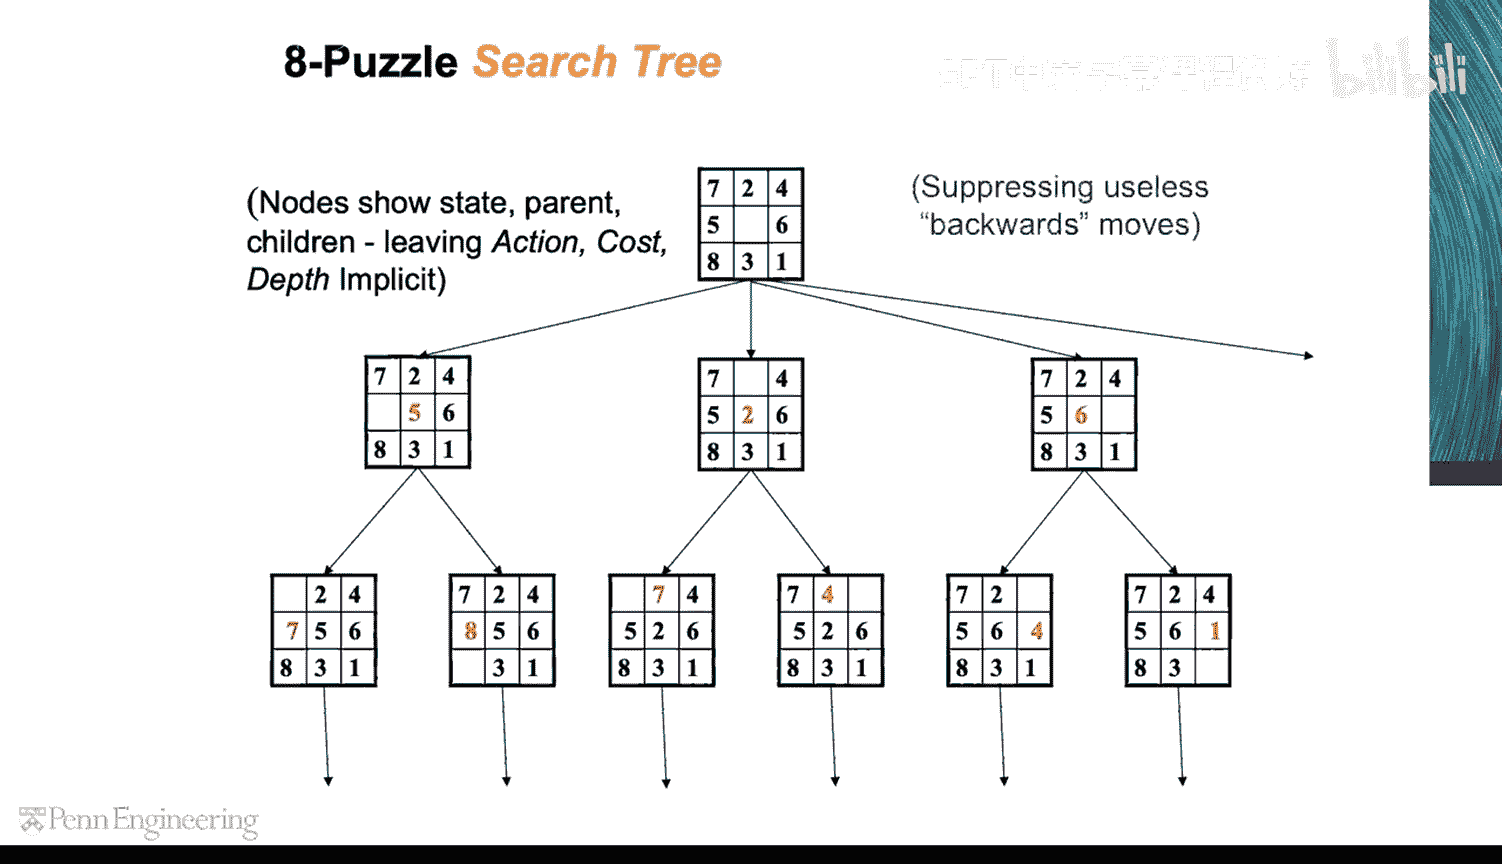 8-Puzzle Search Tree
bilibili
(Nodes show state, parent,
children - leaving Action, Cost,
Depth Implicit)
(Suppressing useless
“backwards” moves)
7 2 4
5 6
8 3 1
7 2 4
5 6
8 3 1
7 4
5 2 6
8 3 1
7 2 4
5 6
8 3 1
2 4
7 5 6
8 3 1
7 2 4
8 5 6
3 1
7 4
5 2 6
8 3 1
7 4
5 2 6
8 3 1
7 2
5 6 4
8 3 1
7 2 4
5 6 1
8 3
Penn Engineering